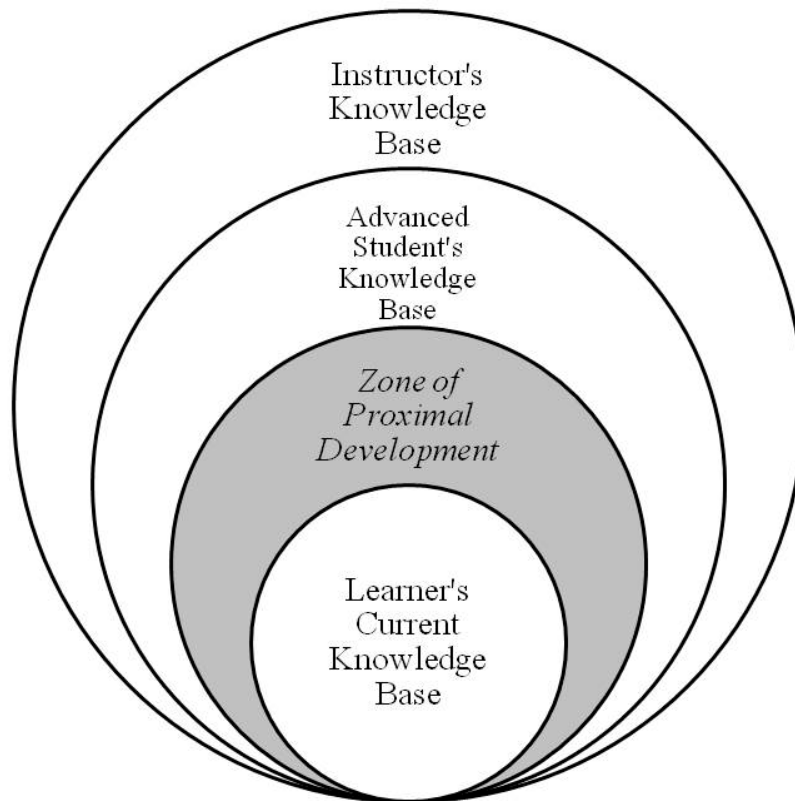 Instructor's
Knowledge
Base
Advanced
Student's
Knowledge
Base
Zone of
Proximal
Development
Learner's
Current
Knowledge
Base